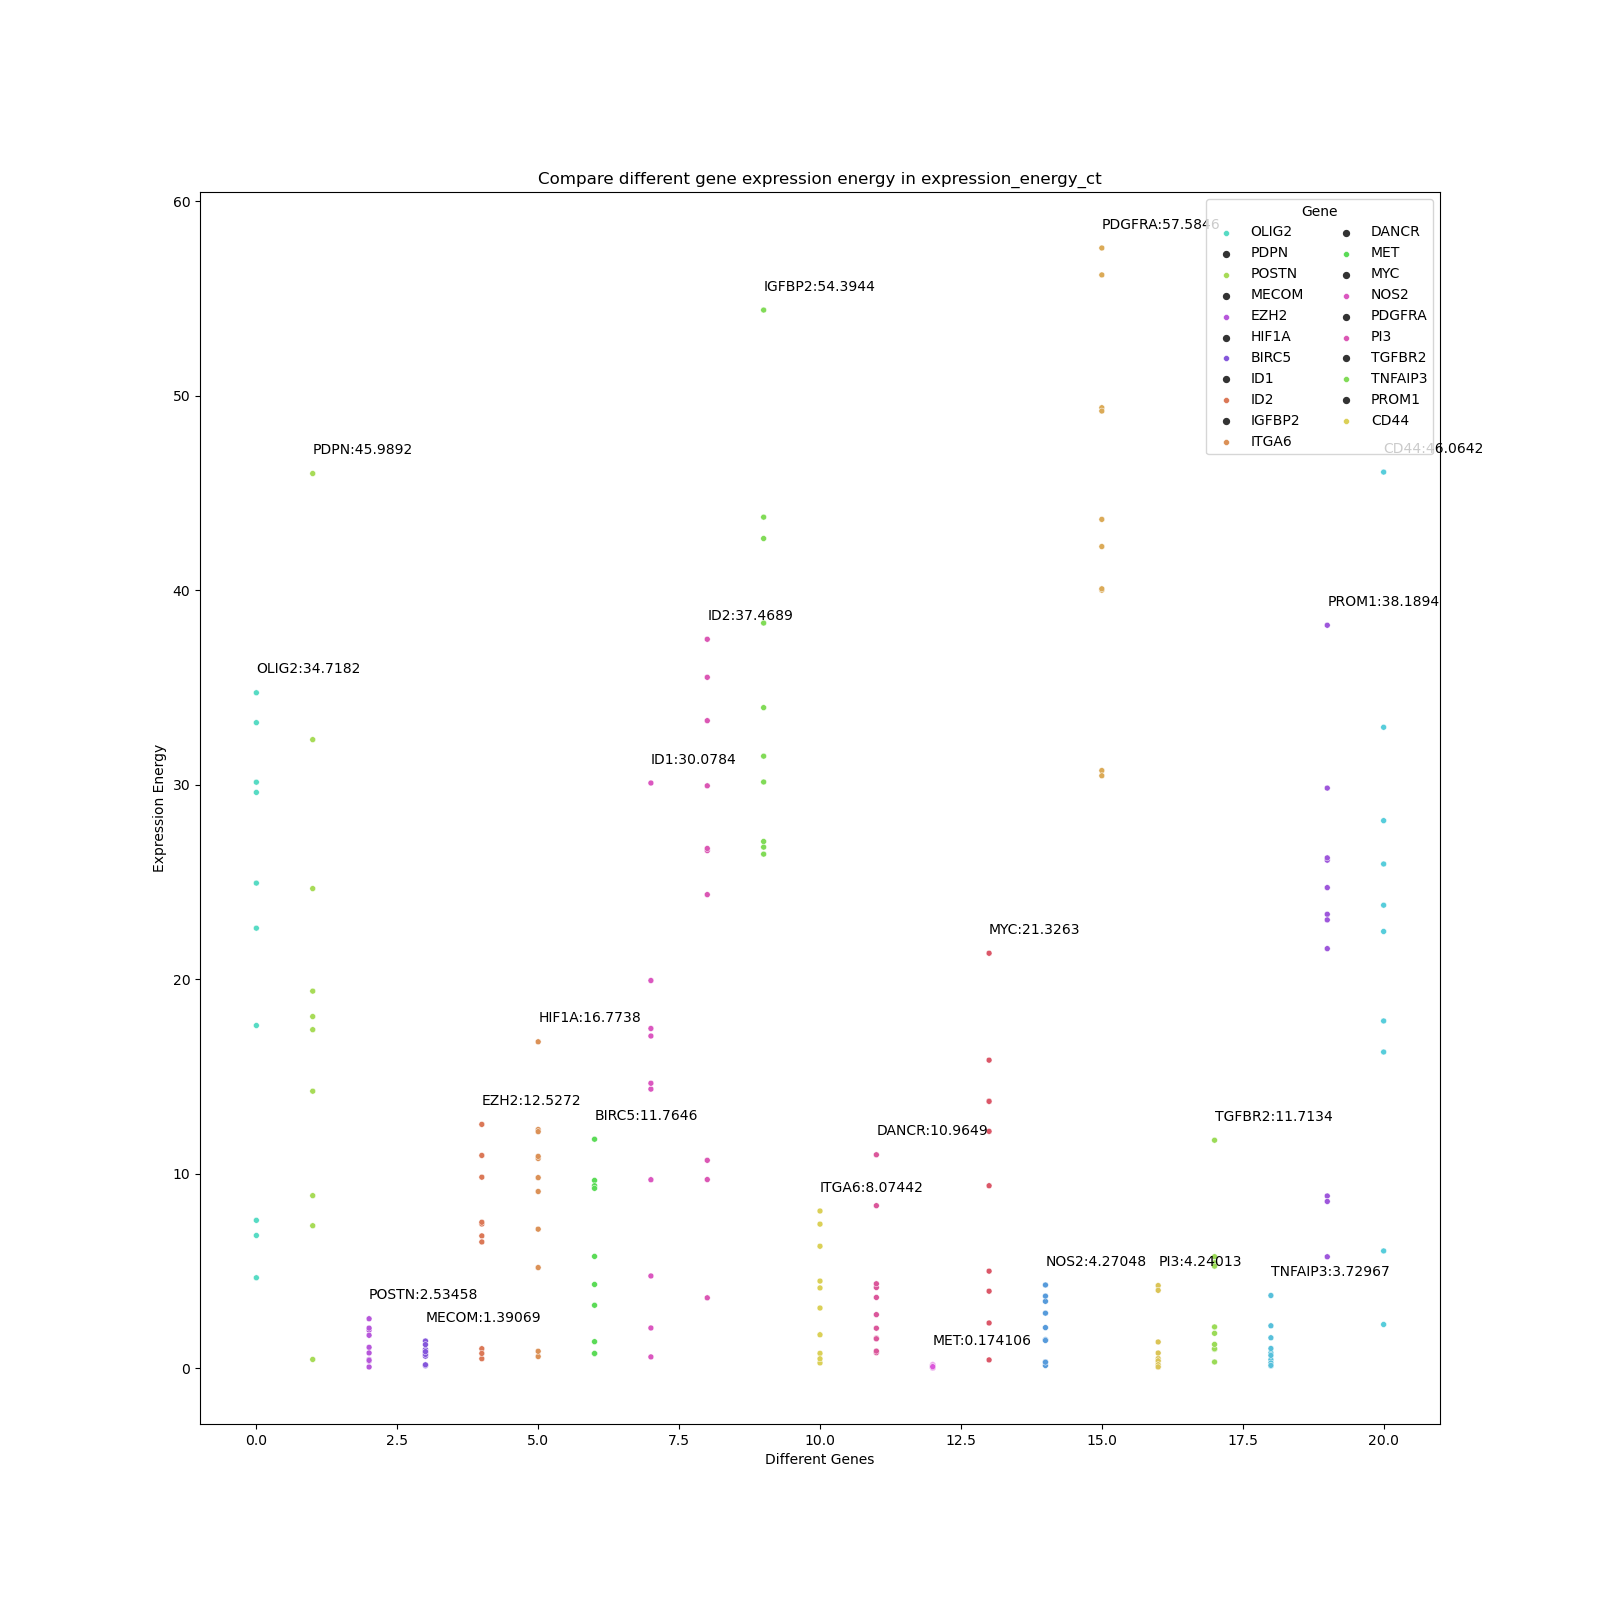 Compare different gene expression energy in expression_energy_ct
Gene
OLIG2
PDPN
POSTN
MECOM
EZH2
HIF1A
BIRC5
ID1
ID2
IGFBP2
ITGA6
DANCR
MET
MYC
NOS2
PDGFRA
PI3
TGFBR2
TNFAIP3
PROM1
CD44
60
50
40
30
20
10
0
Expression Energy
PDGFRA:57.5846
IGFBP2:54.3944
PDPN:45.9892
CD44:46.0642
PROM1:38.1894
ID2:37.4689
OLIG2:34.7182
ID1:30.0784
MYC:21.3263
HIF1A:16.7738
EZH2:12.5272
BIRC5:11.7646
TGFBR2:11.7134
DANCR:10.9649
ITGA6:8.07442
NOS2:4.27048
PI3:4.24013
TNFAIP3:3.72967
POSTN:2.53458
MECOM:1.39069
MET:0.174106
0.0
2.5
5.0
7.5
10.0
12.5
15.0
17.5
20.0
Different Genes